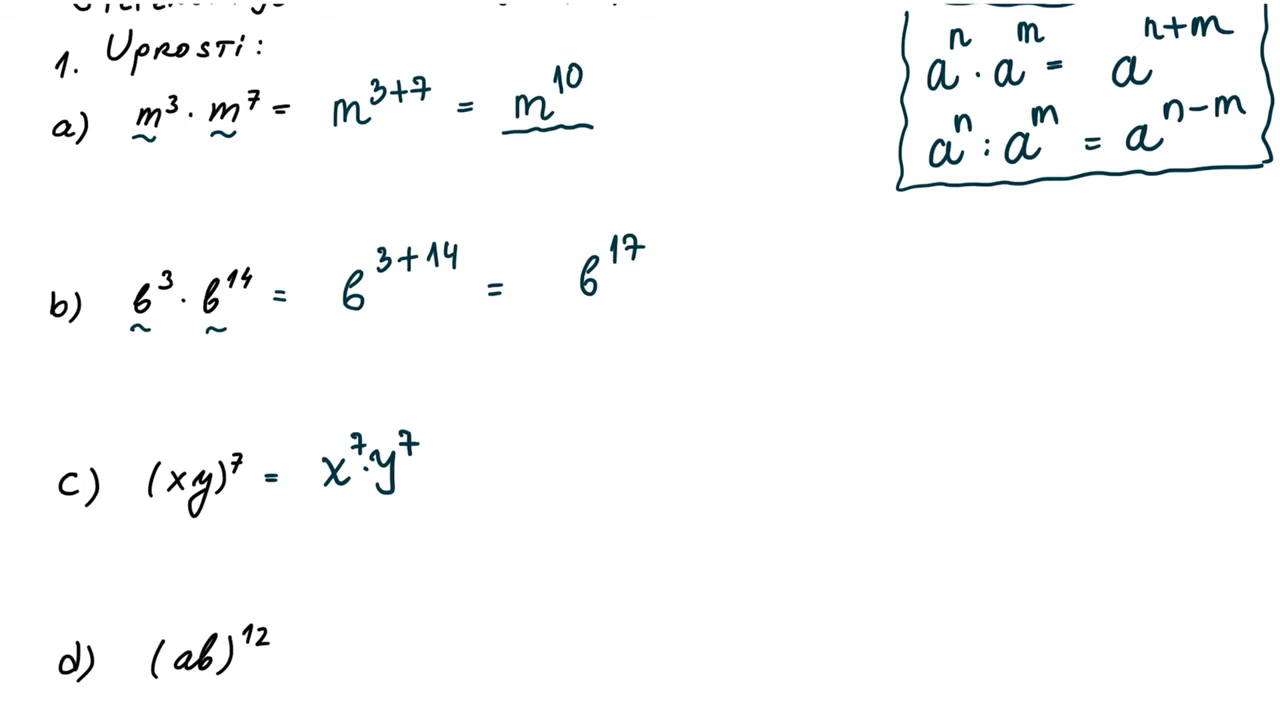 1. Uprosti:
a) m³ · m⁷ = m³⁺⁷ = m¹⁰
aⁿ · aᵐ = aⁿ⁺ᵐ
aⁿ : aᵐ = aⁿ⁻ᵐ
b) b³ · b¹⁴ = b³⁺¹⁴ = b¹⁷
c) (xy)⁷ = x⁷·y⁷
d) (ab)¹²